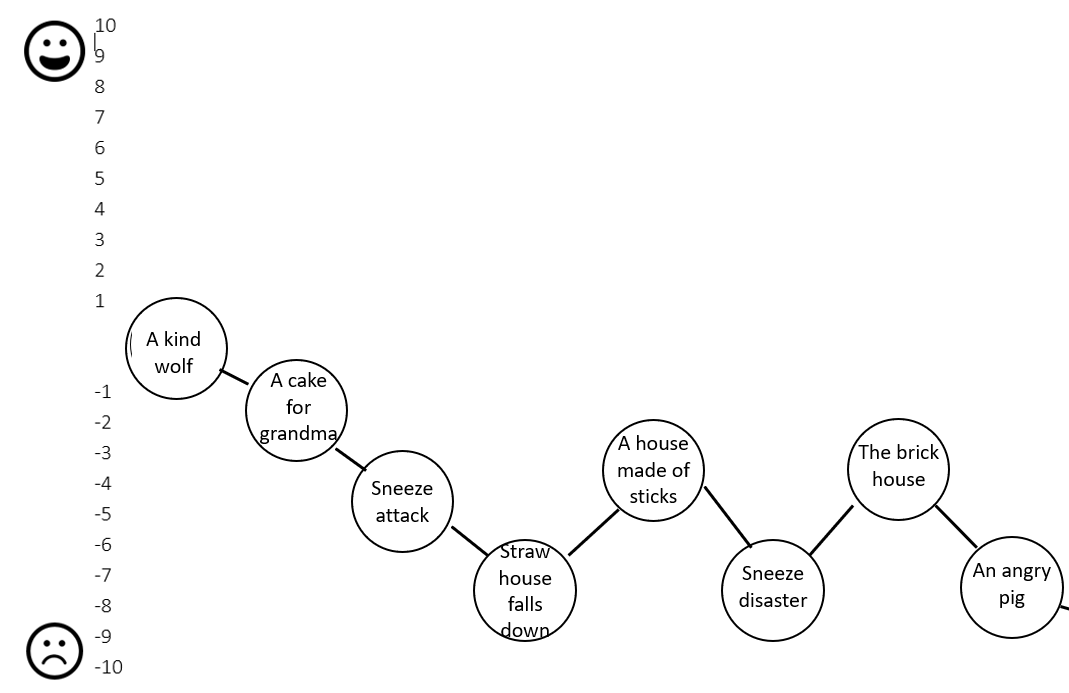 10
9
8
7
6
5
4
3
2
1
-1
-2
-3
-4
-5
-6
-7
-8
-9
-10
A kind
wolf
A cake
for
grandma
Sneeze
attack
Straw
house
falls
down
A house
made of
sticks
Sneeze
disaster
The brick
house
An angry
pig